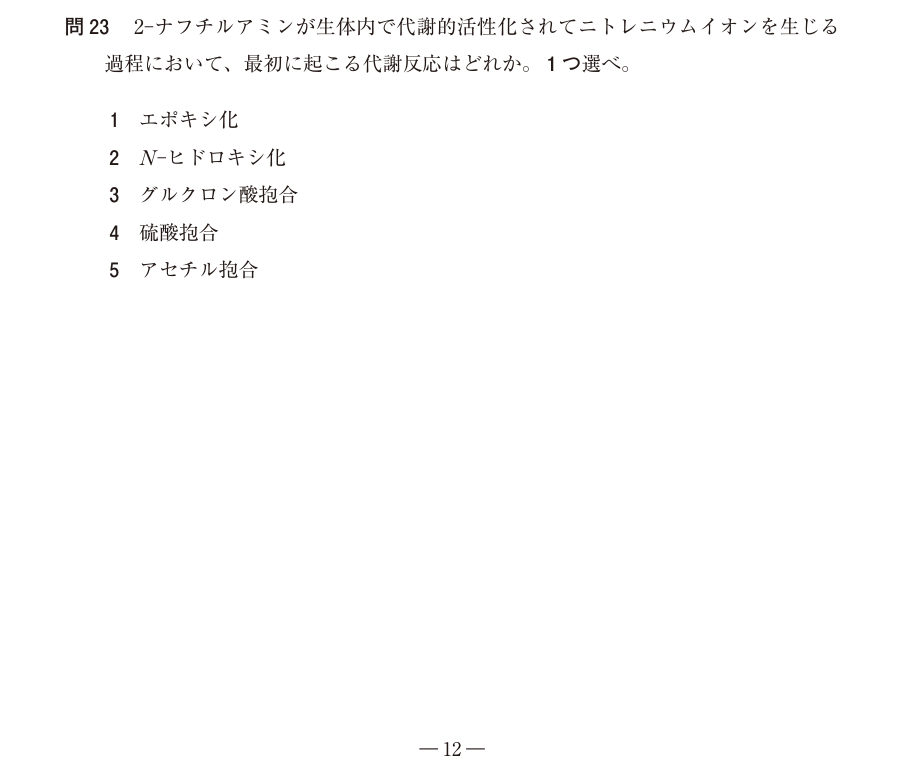 問 23 2-ナフチルアミンが生体内で代謝的活性化されてニトレニウムイオンを生じる
過程において、最初に起こる代謝反応はどれか。1つ選べ。
1 エポキシ化
2 N-ヒドロキシ化
3 グルクロン酸抱合
4 硫酸抱合
5 アセチル抱合
— 12 —